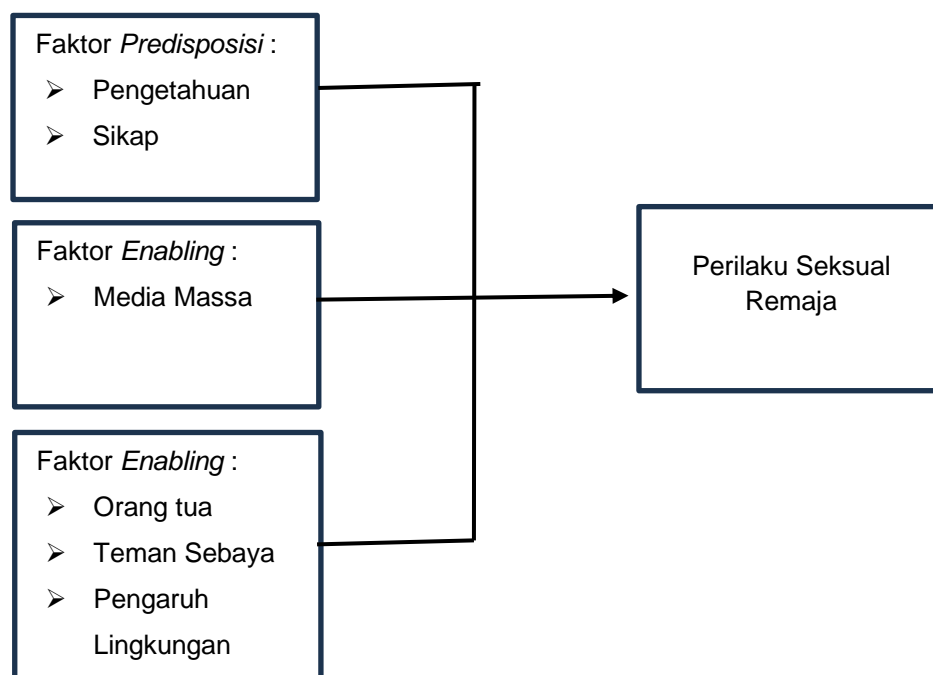 Faktor Predisposisi :
➢ Pengetahuan
➢ Sikap
Faktor Enabling :
➢ Media Massa
Faktor Enabling :
➢ Orang tua
➢ Teman Sebaya
➢ Pengaruh
Lingkungan
Perilaku Seksual
Remaja